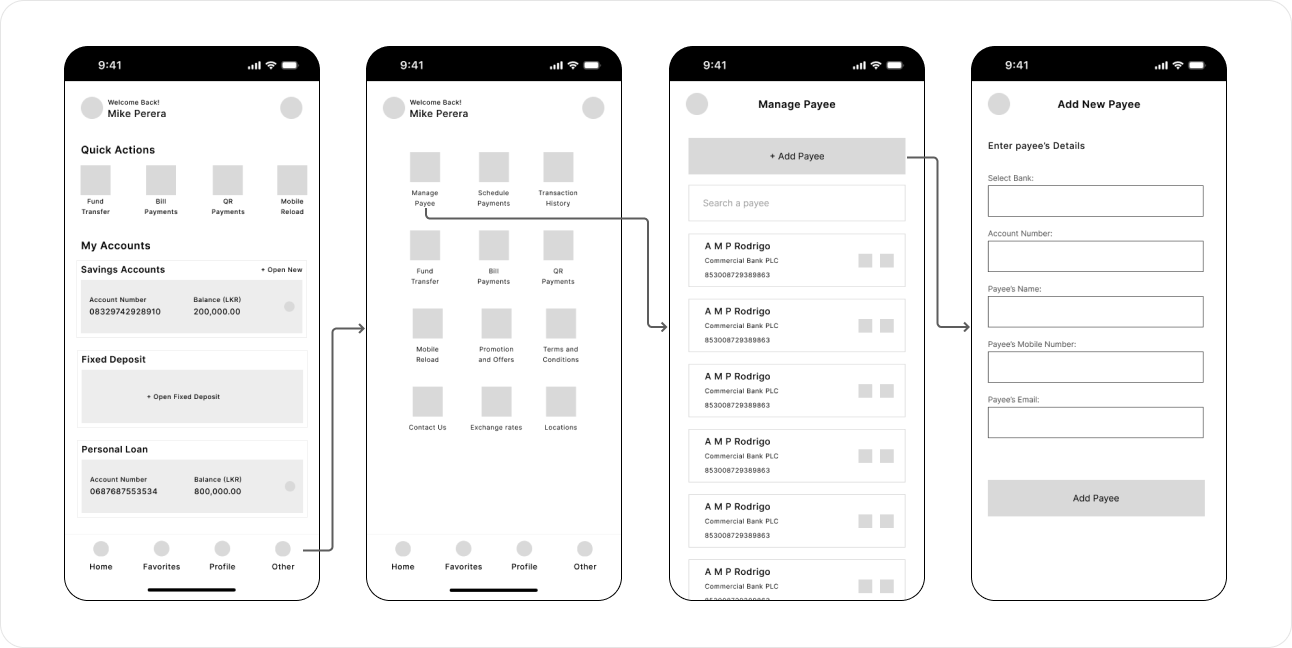 9:41
Welcome Back!
Mike Perera
Quick Actions
Fund
Transfer
Bill
Payments
QR
Payments
Mobile
Reload
My Accounts
Savings Accounts
+ Open New
Account Number
08329742928910
Balance (LKR)
200,000.00
Fixed Deposit
+ Open Fixed Deposit
Personal Loan
Account Number
0687687553534
Balance (LKR)
800,000.00
Home
Favorites
Profile
Other
9:41
Welcome Back!
Mike Perera
Manage
Payee
Schedule
Payments
Transaction
History
Fund
Transfer
Bill
Payments
QR
Payments
Mobile
Reload
Promotion
and Offers
Terms and
Conditions
Contact Us
Exchange rates
Locations
Home
Favorites
Profile
Other
9:41
Manage Payee
+ Add Payee
Search a payee
A M P Rodrigo
Commercial Bank PLC
853008729389863
A M P Rodrigo
Commercial Bank PLC
853008729389863
A M P Rodrigo
Commercial Bank PLC
853008729389863
A M P Rodrigo
Commercial Bank PLC
853008729389863
A M P Rodrigo
Commercial Bank PLC
853008729389863
A M P Rodrigo
Commercial Bank PLC
9:41
Add New Payee
Enter payee's Details
Select Bank:
Account Number:
Payee's Name:
Payee's Mobile Number:
Payee's Email:
Add Payee